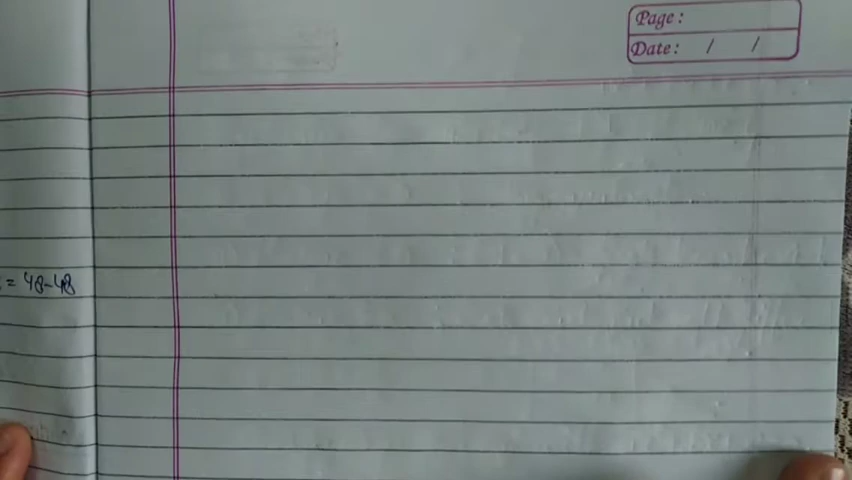 Page :
Date : / /
= 48-48